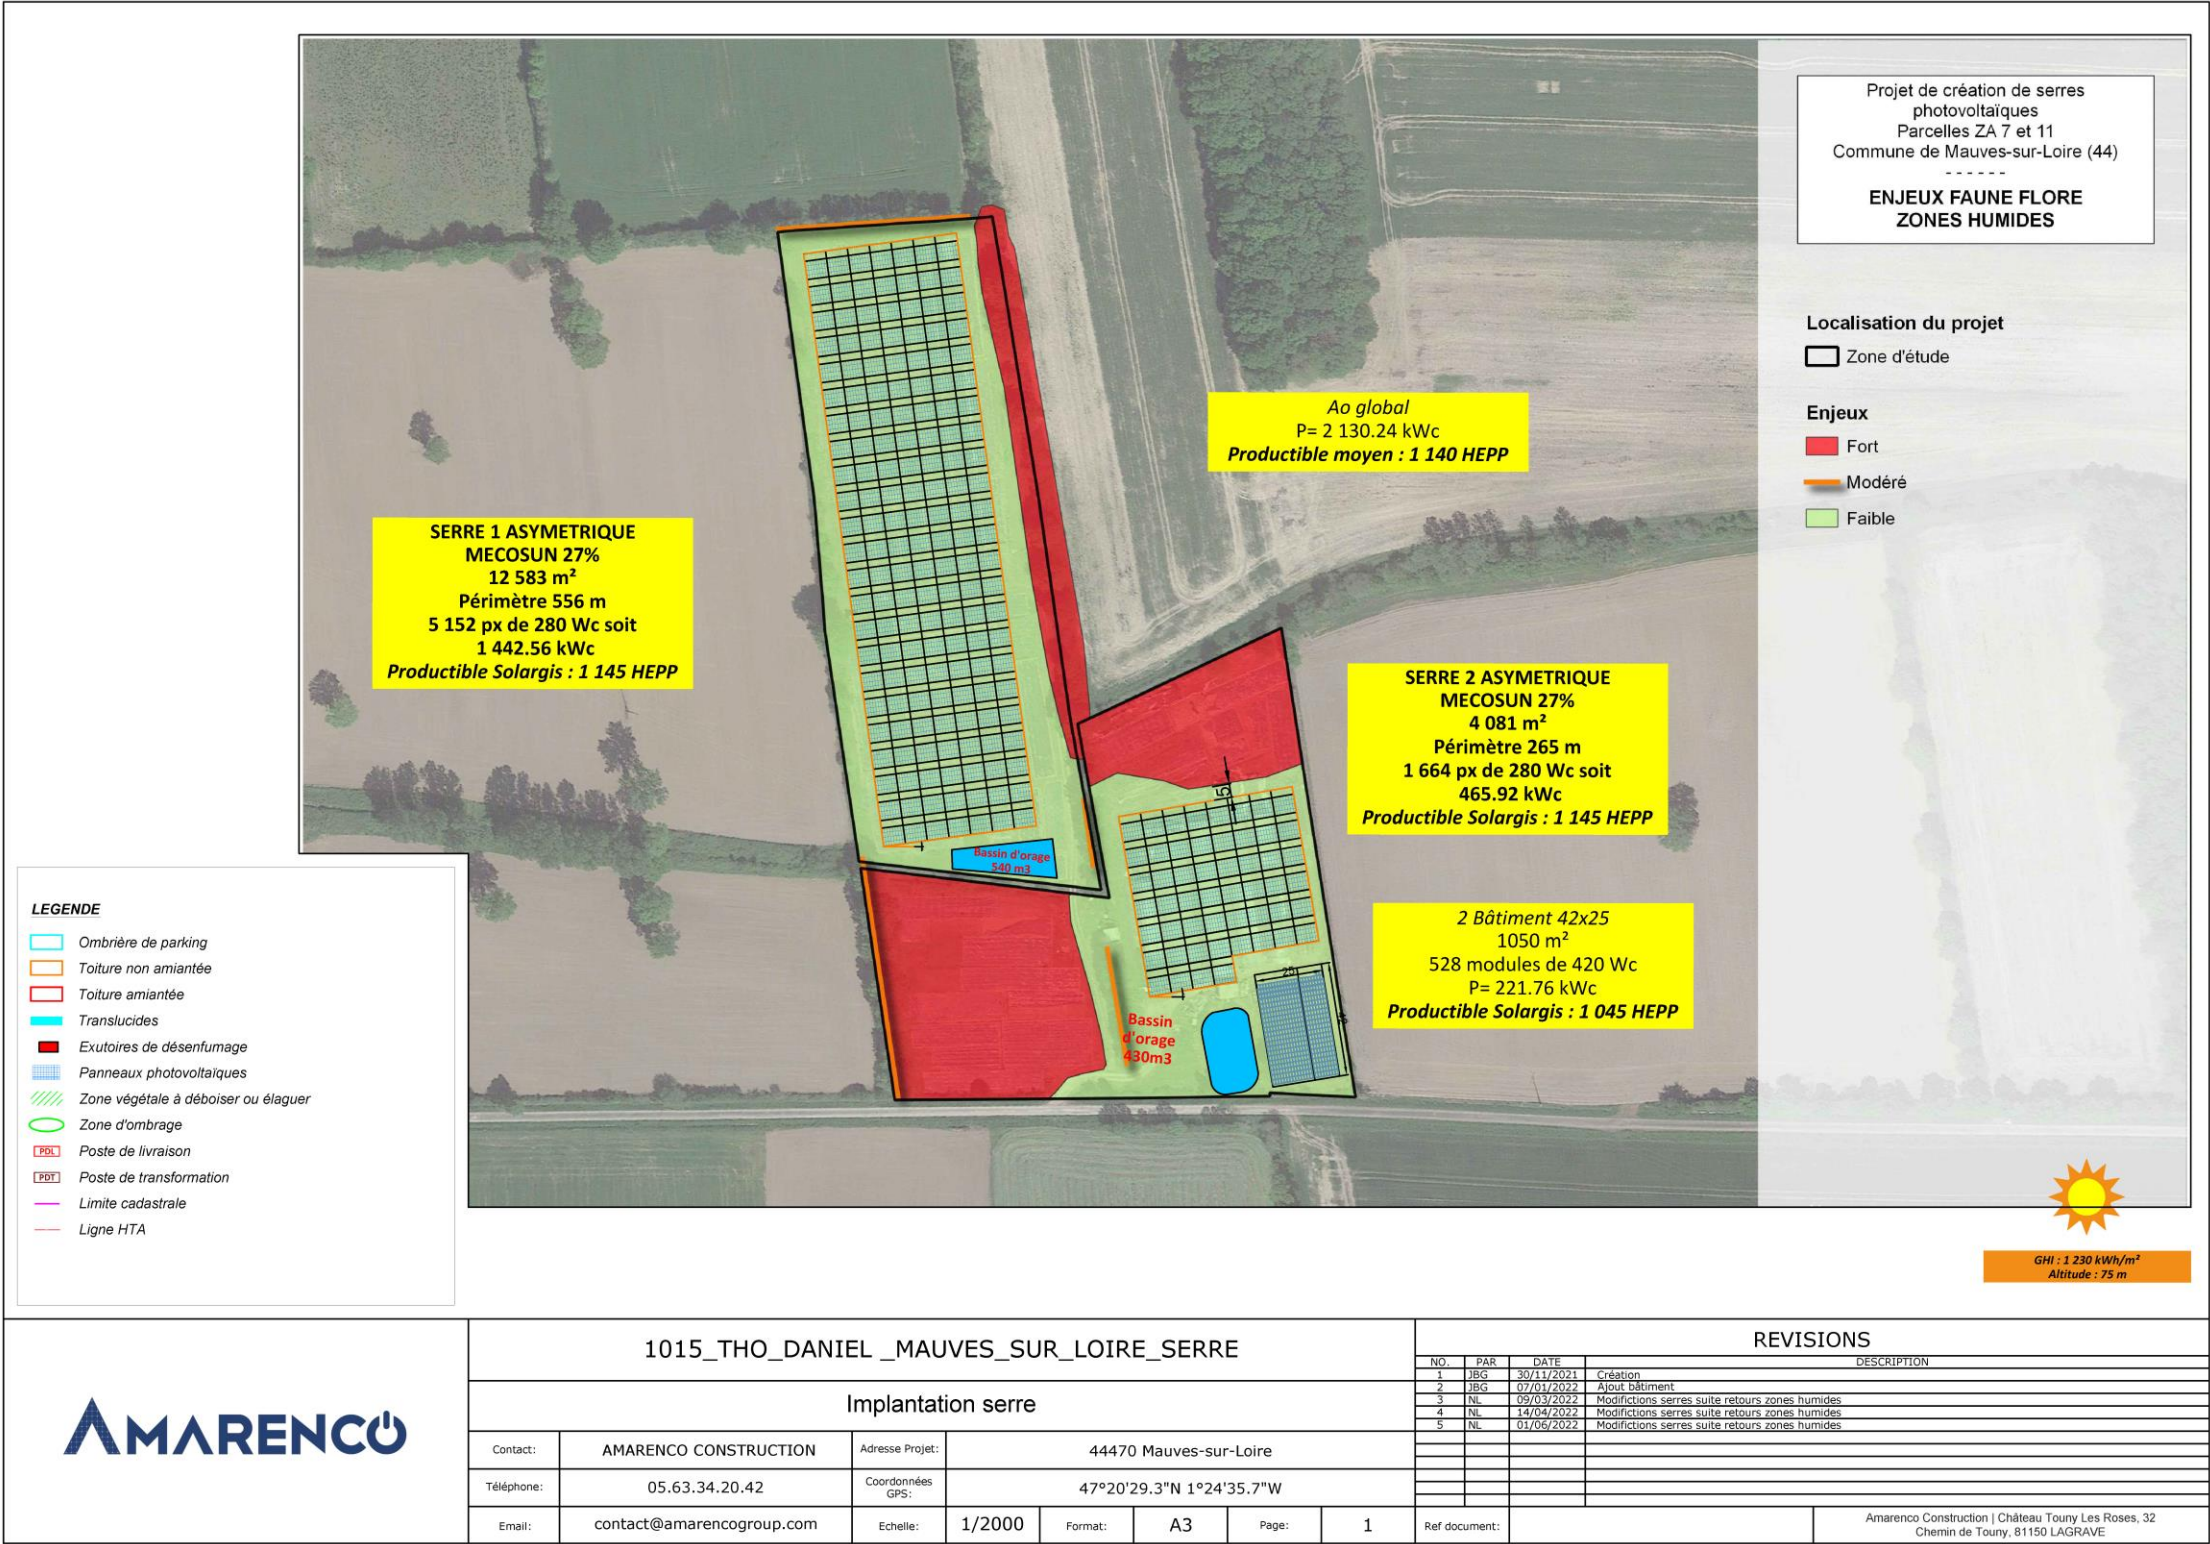 Projet de création de serres
photovoltaïques
Parcelles ZA 7 et 11
Commune de Mauves-sur-Loire (44)
- - - - - -
ENJEUX FAUNE FLORE
ZONES HUMIDES
Localisation du projet
Zone d'étude
Enjeux
Fort
Modéré
Faible
Ao global
P= 2 130.24 kWc
Productible moyen : 1 140 HEPP
SERRE 1 ASYMETRIQUE
MECOSUN 27%
12 583 m²
Périmètre 556 m
5 152 px de 280 Wc soit
1 442.56 kWc
Productible Solargis : 1 145 HEPP
SERRE 2 ASYMETRIQUE
MECOSUN 27%
4 081 m²
Périmètre 265 m
1 664 px de 280 Wc soit
465.92 kWc
Productible Solargis : 1 145 HEPP
2 Bâtiment 42x25
1050 m²
528 modules de 420 Wc
P= 221.76 kWc
Productible Solargis : 1 045 HEPP
Bassin d'orage
540 m3
Bassin
d'orage
430m3
25
LEGENDE
Ombrière de parking
Toiture non amiantée
Toiture amiantée
Translucides
Exutoires de désenfumage
Panneaux photovoltaïques
Zone végétale à déboiser ou élaguer
Zone d'ombrage
PDL Poste de livraison
PDT Poste de transformation
Limite cadastrale
Ligne HTA
GHI : 1 230 kWh/m²
Altitude : 75 m
AMARENCO
1015_THO_DANIEL _MAUVES_SUR_LOIRE_SERRE
Implantation serre
Contact: AMARENCO CONSTRUCTION Adresse Projet: 44470 Mauves-sur-Loire
Téléphone: 05.63.34.20.42 Coordonnées GPS: 47°20'29.3"N 1°24'35.7"W
Email: contact@amarencogroup.com Echelle: 1/2000 Format: A3 Page: 1
REVISIONS
NO. PAR DATE DESCRIPTION
1 JBG 30/11/2021 Création
2 JBG 07/01/2022 Ajout bâtiment
3 NL 09/03/2022 Modifictions serres suite retours zones humides
4 NL 14/04/2022 Modifictions serres suite retours zones humides
5 NL 01/06/2022 Modifictions serres suite retours zones humides
Ref document:
Amarenco Construction | Château Touny Les Roses, 32
Chemin de Touny, 81150 LAGRAVE